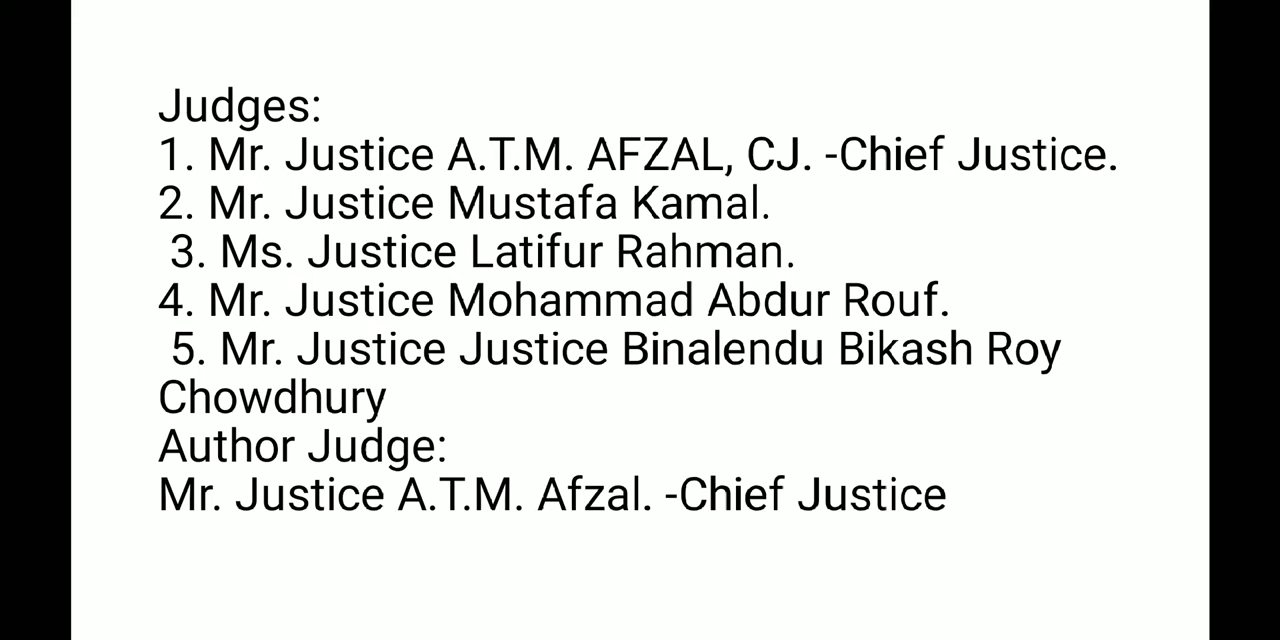 Judges:
1. Mr. Justice A.T.M. AFZAL, CJ. -Chief Justice.
2. Mr. Justice Mustafa Kamal.
3. Ms. Justice Latifur Rahman.
4. Mr. Justice Mohammad Abdur Rouf.
5. Mr. Justice Justice Binalendu Bikash Roy
Chowdhury
Author Judge:
Mr. Justice A.T.M. Afzal. -Chief Justice